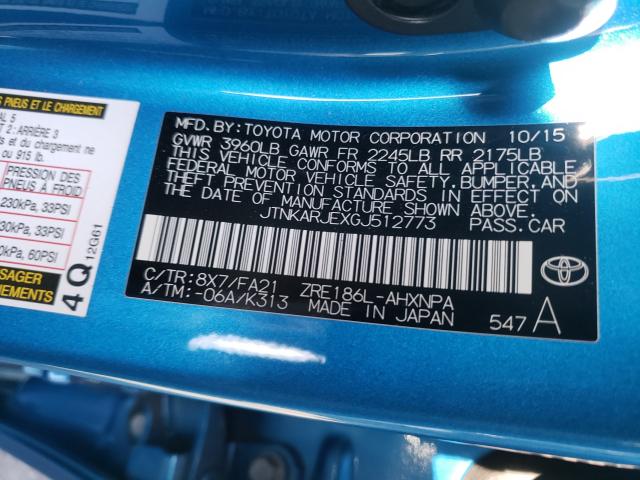 S PNEUS ET LE CHARGEMENT
AL 5
T 2: ARRIÈRE 3
du chargement ne
ou 915 lb.
PRESSION
DES PNEUS
À FROID
230kPa, 33PSI
30kPa, 33PSI
0kPa, 60PSI
SAGER
NEMENTS
4Q 12G61
MFD. BY: TOYOTA MOTOR CORPORATION 10/15
GVWR 3960LB GAWR FR 2245LB RR 2175LB
THIS VEHICLE CONFORMS TO ALL APPLICABLE
FEDERAL MOTOR VEHICLE SAFETY, BUMPER, AND
THEFT PREVENTION STANDARDS IN EFFECT ON
THE DATE OF MANUFACTURE SHOWN ABOVE.
JTNKARJEXGJ512773 PASS.CAR
C/TR: 8X7/FA21 ZRE186L-AHXNPA
A/TM: -06A/K313 MADE IN JAPAN
547 A